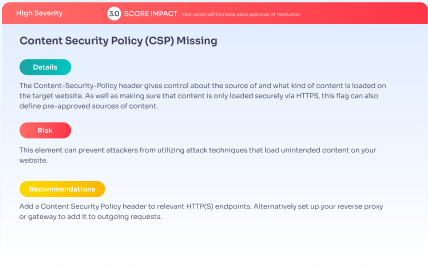 High Severity
3.0 SCORE IMPACT Your score will increase upon approval of resolution
Content Security Policy (CSP) Missing
Details
The Content-Security-Policy header gives control about the source of and what kind of content is loaded on
the target website. As well as making sure that content is only loaded securely via HTTPS, this flag can also
define pre-approved sources of content.
Risk
This element can prevent attackers from utilizing attack techniques that load unintended content on your
website.
Recommendations
Add a Content Security Policy header to relevant HTTP(S) endpoints. Alternatively set up your reverse proxy
or gateway to add it to outgoing requests.